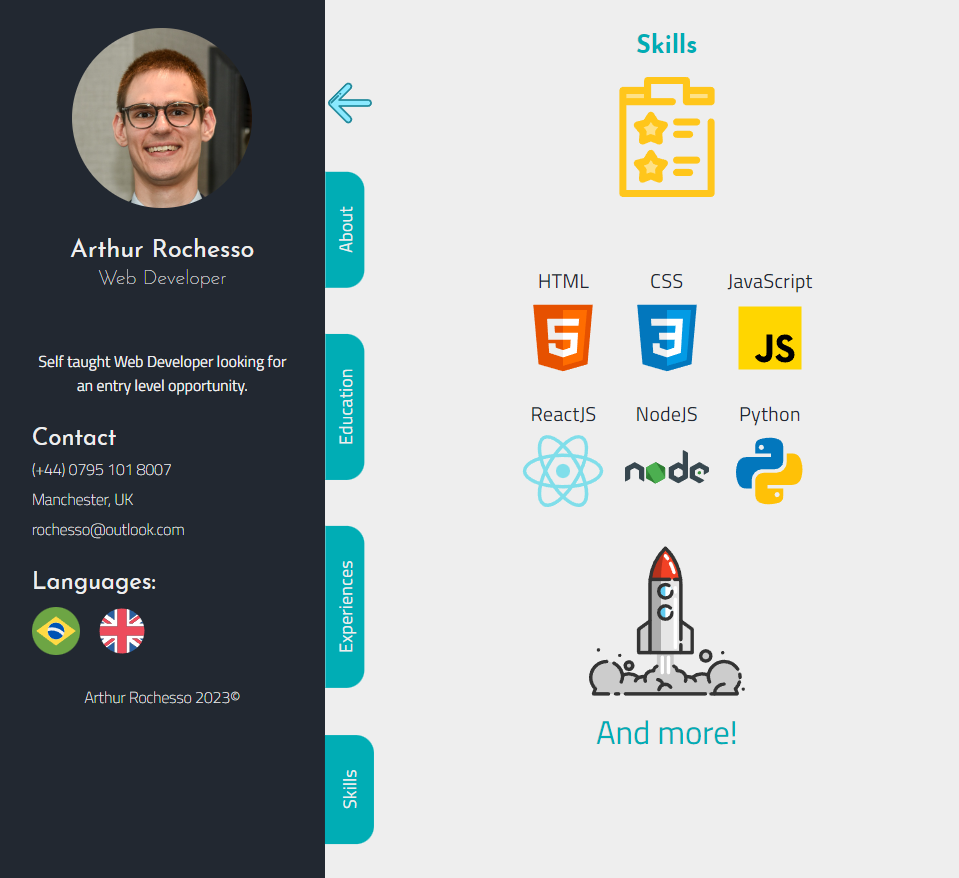 Arthur Rochesso
Web Developer
Self taught Web Developer looking for
an entry level opportunity.
Contact
(+44) 0795 101 8007
Manchester, UK
rochesso@outlook.com
Languages:
Arthur Rochesso 2023©
About
Education
Experiences
Skills
Skills
HTML
CSS
JavaScript
5
3
JS
ReactJS
NodeJS
Python
node
And more!